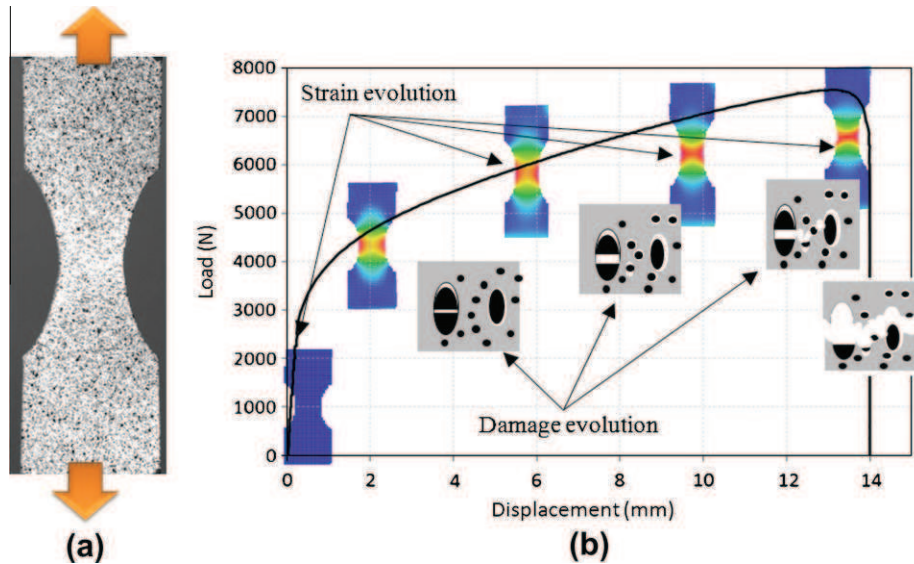 8000
7000
6000
5000
4000
3000
2000
1000
0
Load (N)
Strain evolution
Damage evolution
0 2 4 6 8 10 12 14
Displacement (mm)
(a)
(b)